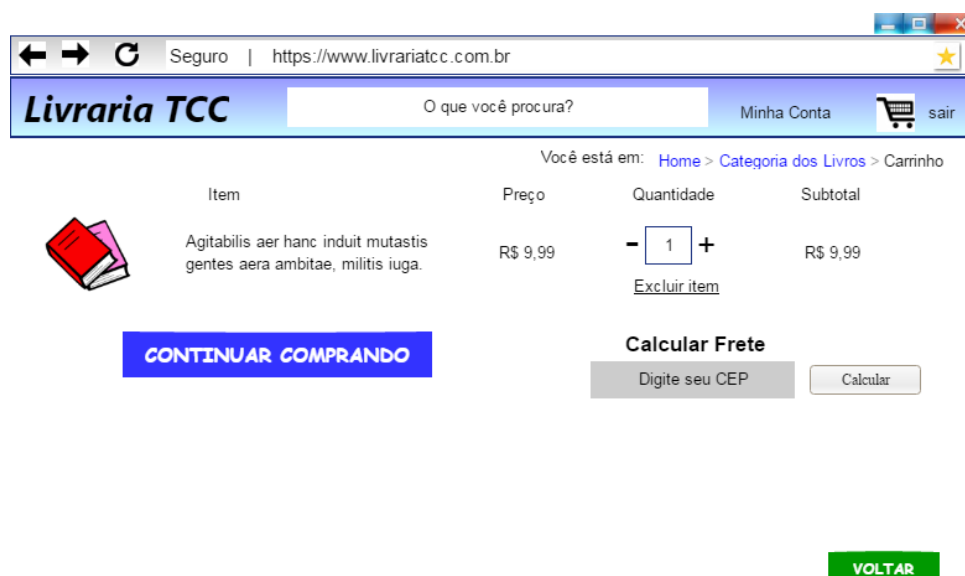 Seguro | https://www.livrariatcc.com.br
Livraria TCC
O que você procura?
Minha Conta
sair
Você está em: Home > Categoria dos Livros > Carrinho
Item Preço Quantidade Subtotal
Agitabilis aer hanc induit mutastis
gentes aera ambitae, militis iuga.
R$ 9,99
- 1 +
R$ 9,99
Excluir item
CONTINUAR COMPRANDO
Calcular Frete
Digite seu CEP
Calcular
VOLTAR